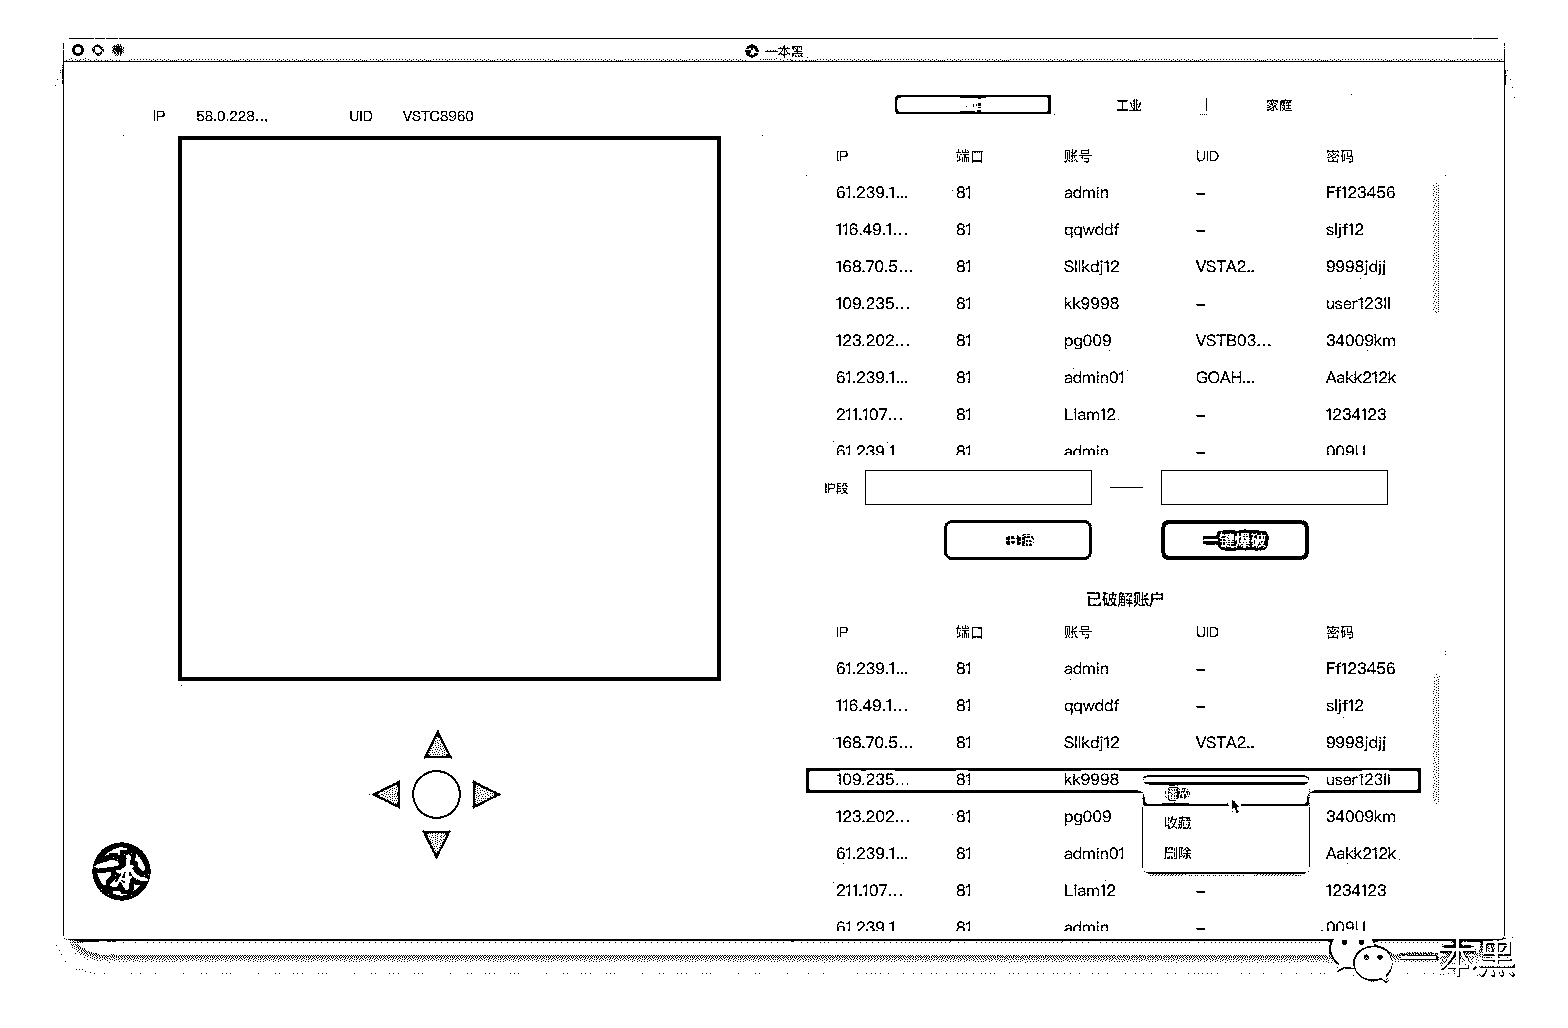 一本黑
IP 58.0.228... UID VSTC8960
工业 家庭
IP 端口 账号 UID 密码
61.239.1... 81 admin – Ff123456
116.49.1... 81 qqwddf – sljf12
168.70.5... 81 Sllkdj12 VSTA2.. 9998jdjj
109.235... 81 kk9998 – user123ll
123.202... 81 pg009 VSTB03... 34009km
61.239.1... 81 admin01 GOAH... Aakk212k
211.107... 81 Liam12 – 1234123
61.239.1 81 admin –
IP段 —
一键爆破
已破解账户
IP 端口 账号 UID 密码
61.239.1... 81 admin – Ff123456
116.49.1... 81 qqwddf – sljf12
168.70.5... 81 Sllkdj12 VSTA2.. 9998jdjj
109.235... 81 kk9998 user123ll
123.202... 81 pg009 34009km
收藏
61.239.1... 81 admin01 Aakk212k
删除
211.107... 81 Liam12 – 1234123
61.239.1 81 admin –
一本黑